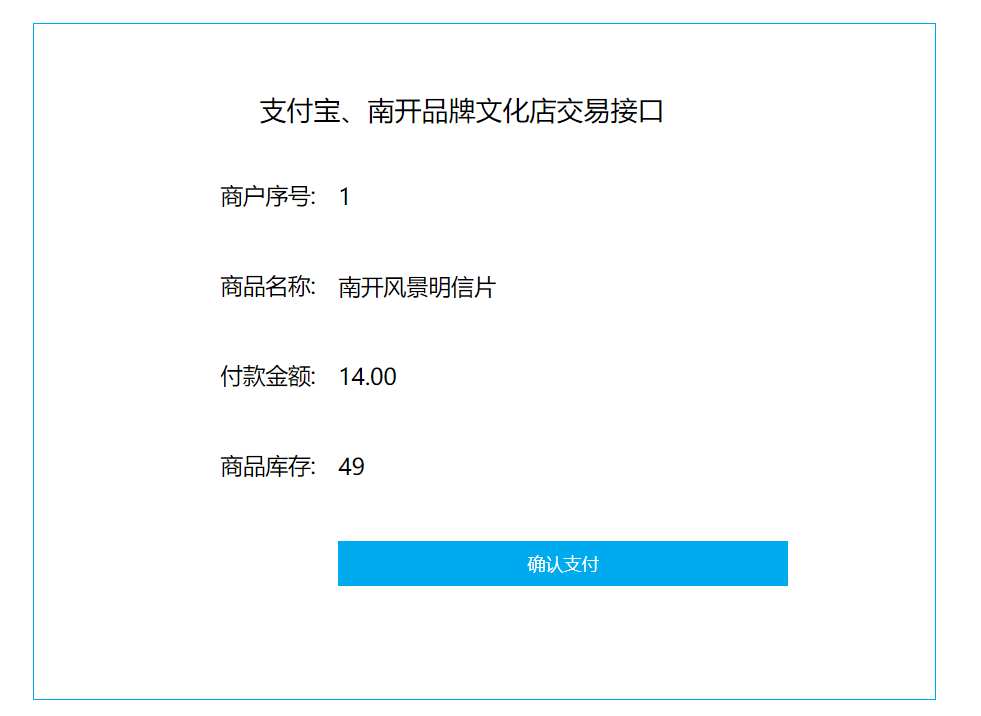 支付宝、南开品牌文化店交易接口
商户序号: 1
商品名称: 南开风景明信片
付款金额: 14.00
商品库存: 49
确认支付